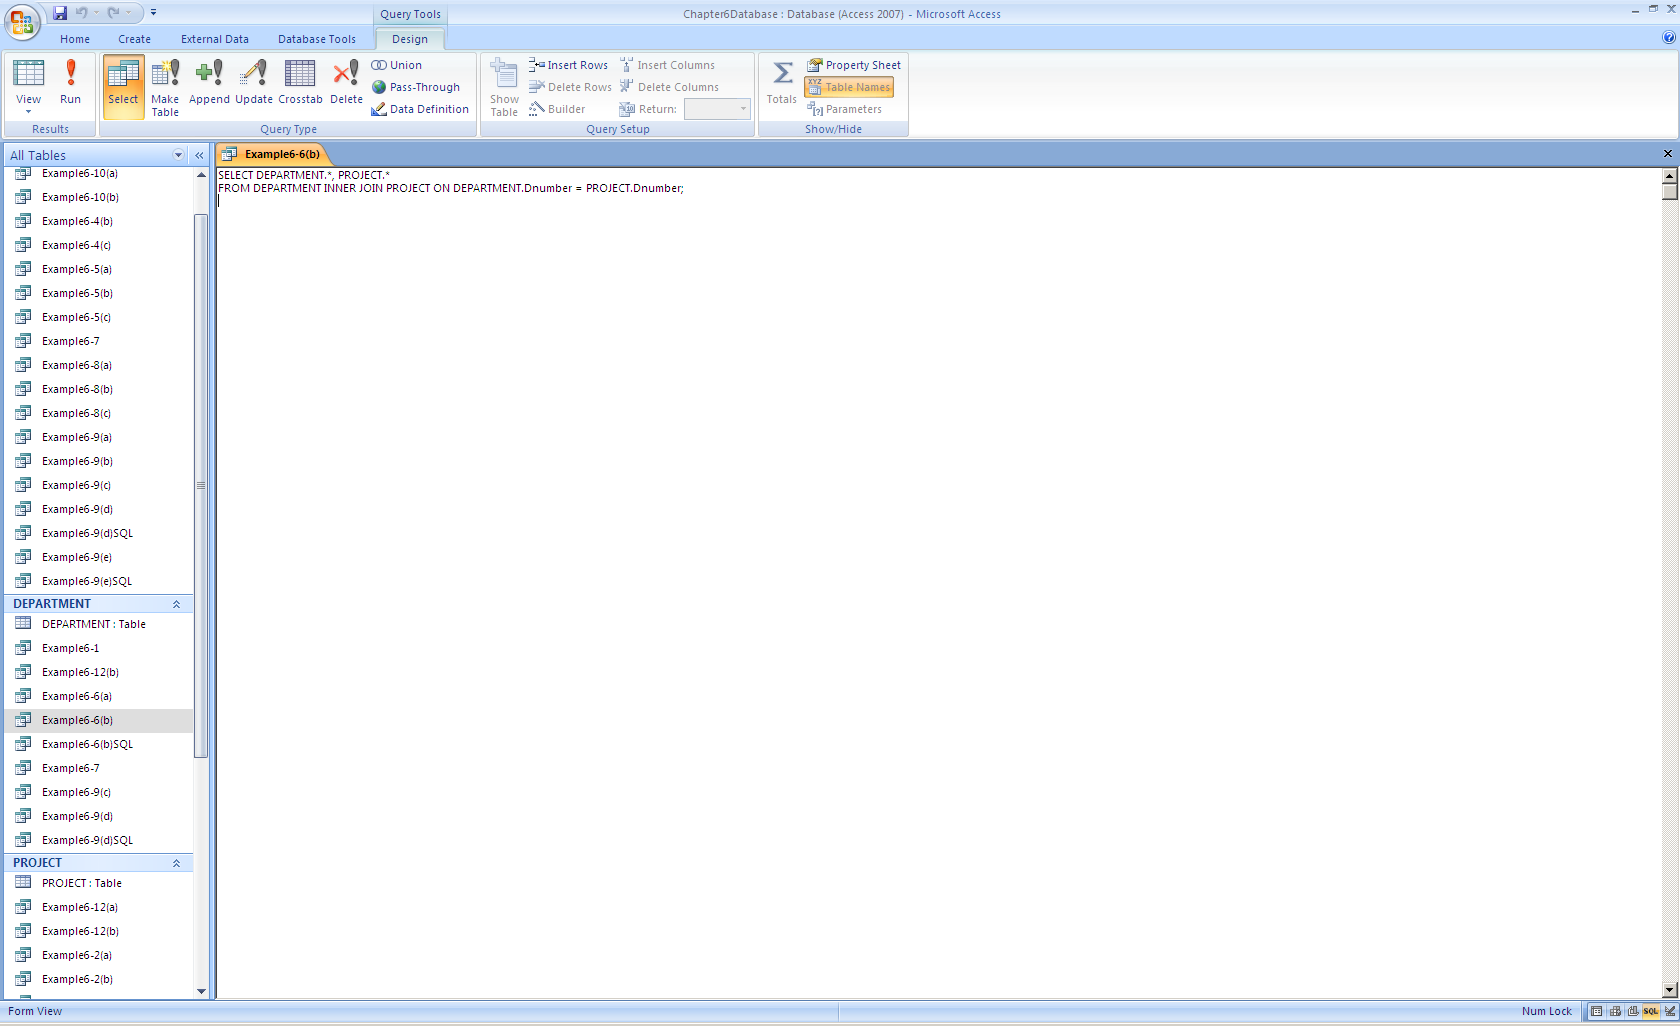 Query Tools
Chapter6Database : Database (Access 2007) - Microsoft Access
Home
Create
External Data
Database Tools
Design
View
Run
Results
Select
Make
Table
Append
Update
Crosstab
Delete
Union
Pass-Through
Data Definition
Query Type
Show
Table
Insert Rows
Delete Rows
Builder
Insert Columns
Delete Columns
Return:
Query Setup
Totals
Property Sheet
Table Names
Parameters
Show/Hide
All Tables
Example6-10(a)
Example6-10(b)
Example6-4(b)
Example6-4(c)
Example6-5(a)
Example6-5(b)
Example6-5(c)
Example6-7
Example6-8(a)
Example6-8(b)
Example6-8(c)
Example6-9(a)
Example6-9(b)
Example6-9(c)
Example6-9(d)
Example6-9(d)SQL
Example6-9(e)
Example6-9(e)SQL
DEPARTMENT
DEPARTMENT : Table
Example6-1
Example6-12(b)
Example6-6(a)
Example6-6(b)
Example6-6(b)SQL
Example6-7
Example6-9(c)
Example6-9(d)
Example6-9(d)SQL
PROJECT
PROJECT : Table
Example6-12(a)
Example6-12(b)
Example6-2(a)
Example6-2(b)
Example6-6(b)
SELECT DEPARTMENT.*, PROJECT.*
FROM DEPARTMENT INNER JOIN PROJECT ON DEPARTMENT.Dnumber = PROJECT.Dnumber;
Form View
Num Lock
SQL